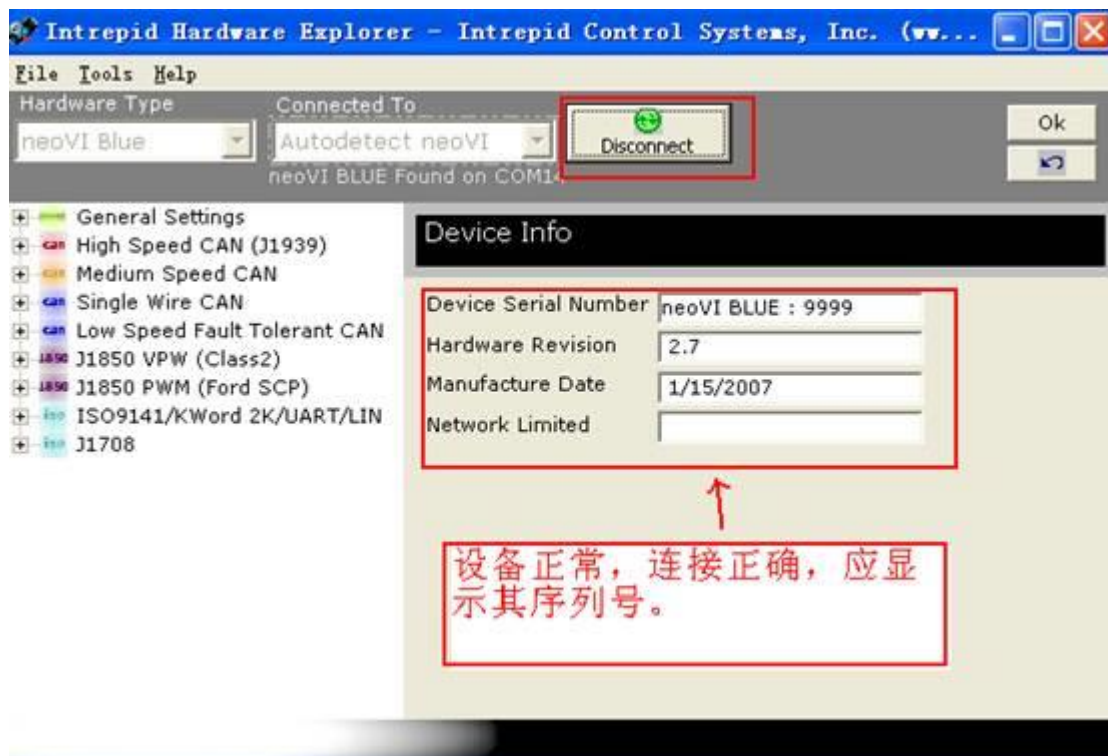 Intrepid Hardware Explorer - Intrepid Control Systems, Inc. (ww...
File Tools Help
Hardware Type
Connected To
neoVI Blue
Autodetect neoVI
Disconnect
Ok
neoVI BLUE Found on COM14
General Settings
High Speed CAN (J1939)
Medium Speed CAN
Single Wire CAN
Low Speed Fault Tolerant CAN
J1850 VPW (Class2)
J1850 PWM (Ford SCP)
ISO9141/KWord 2K/UART/LIN
J1708
Device Info
Device Serial Number neoVI BLUE : 9999
Hardware Revision 2.7
Manufacture Date 1/15/2007
Network Limited
设备正常，连接正确，应显
示其序列号。